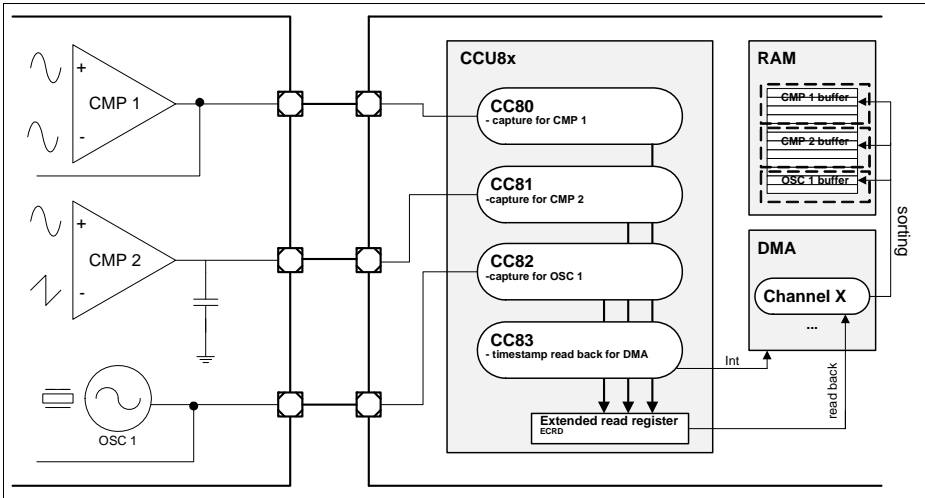 +
CMP 1
-
+
CMP 2
-
OSC 1
CCU8x
CC80
- capture for CMP 1
CC81
-capture for CMP 2
CC82
-capture for OSC 1
CC83
- timestamp read back for DMA
Extended read register
ECRD
Int
read back
RAM
CMP 1 buffer
CMP 2 buffer
OSC 1 buffer
sorting
DMA
Channel X
...